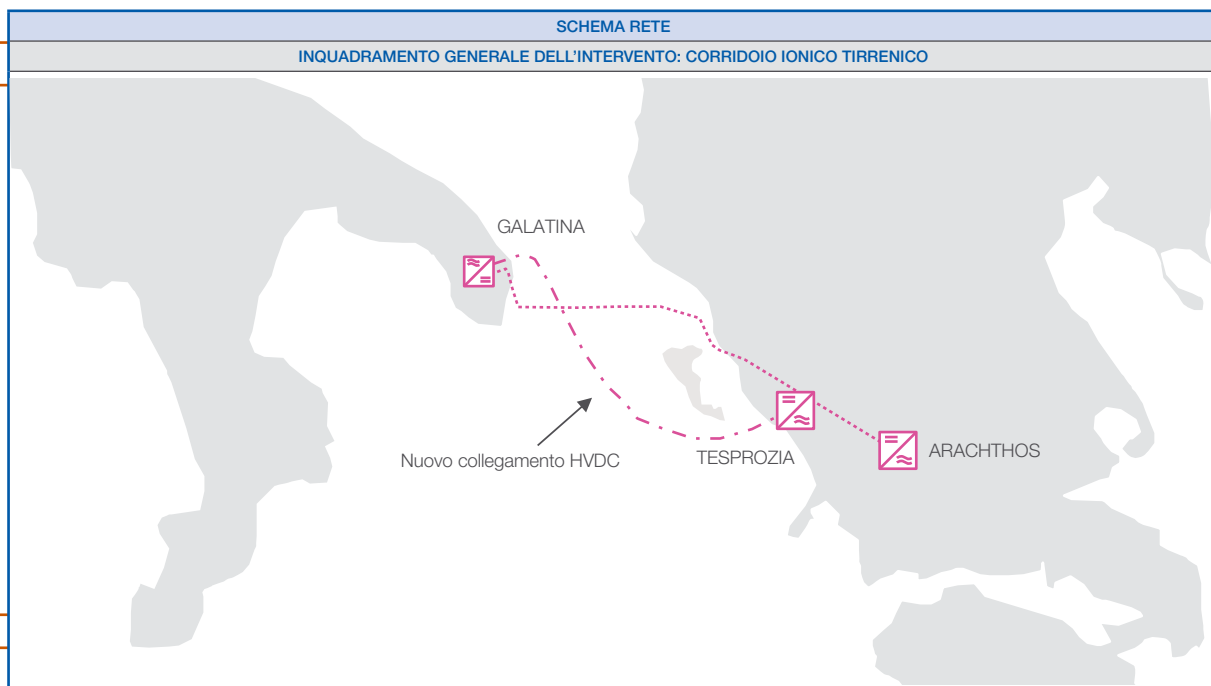 SCHEMA RETE
INQUADRAMENTO GENERALE DELL'INTERVENTO: CORRIDOIO IONICO TIRRENICO
GALATINA
Nuovo collegamento HVDC
TESPROZIA
ARACHTHOS